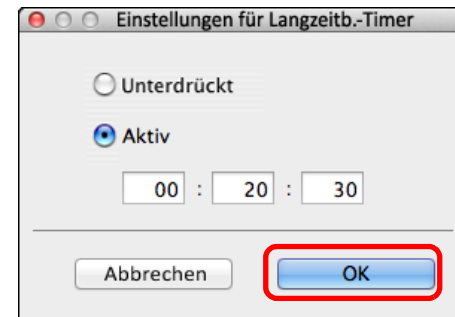 Einstellungen für Langzeitb.-Timer
Unterdrückt
Aktiv
00 : 20 : 30
Abbrechen OK